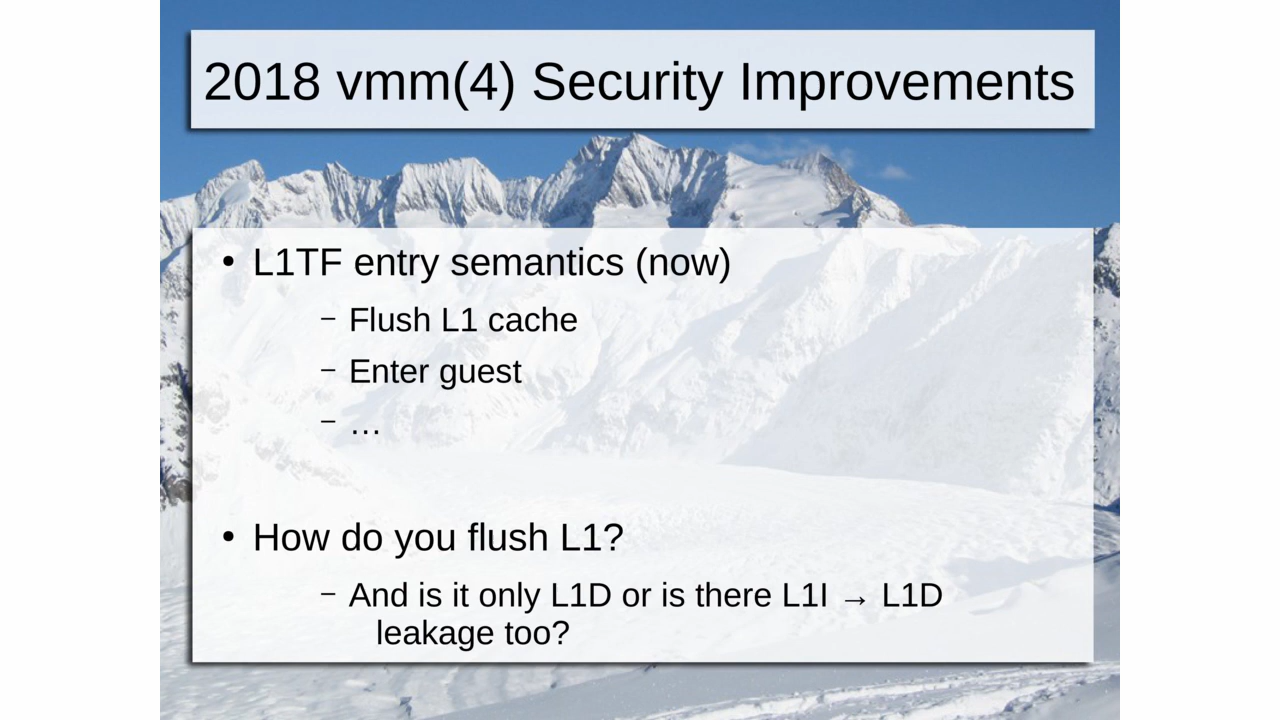 2018 vmm(4) Security Improvements
• L1TF entry semantics (now)
– Flush L1 cache
– Enter guest
– …
• How do you flush L1?
– And is it only L1D or is there L1I → L1D
leakage too?